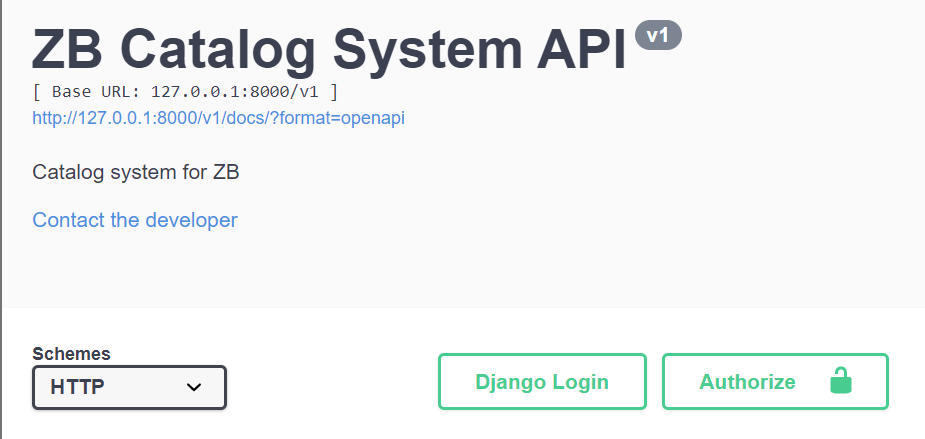 ZB Catalog System API v1
[ Base URL: 127.0.0.1:8000/v1 ]
http://127.0.0.1:8000/v1/docs/?format=openapi
Catalog system for ZB
Contact the developer
Schemes
HTTP
Django Login
Authorize